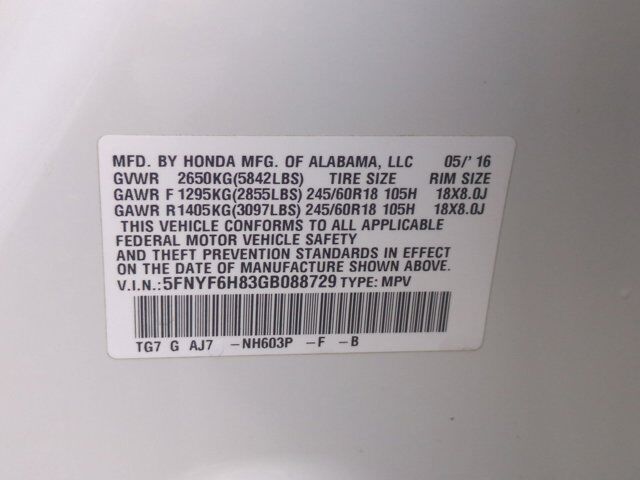 MFD. BY HONDA MFG. OF ALABAMA, LLC 05/' 16
GVWR 2650KG(5842LBS) TIRE SIZE RIM SIZE
GAWR F 1295KG(2855LBS) 245/60R18 105H 18X8.0J
GAWR R1405KG(3097LBS) 245/60R18 105H 18X8.0J
THIS VEHICLE CONFORMS TO ALL APPLICABLE
FEDERAL MOTOR VEHICLE SAFETY
AND THEFT PREVENTION STANDARDS IN EFFECT
ON THE DATE OF MANUFACTURE SHOWN ABOVE.
V.I.N.:5FNYF6H83GB088729 TYPE: MPV
TG7 G AJ7 -NH603P -F -B